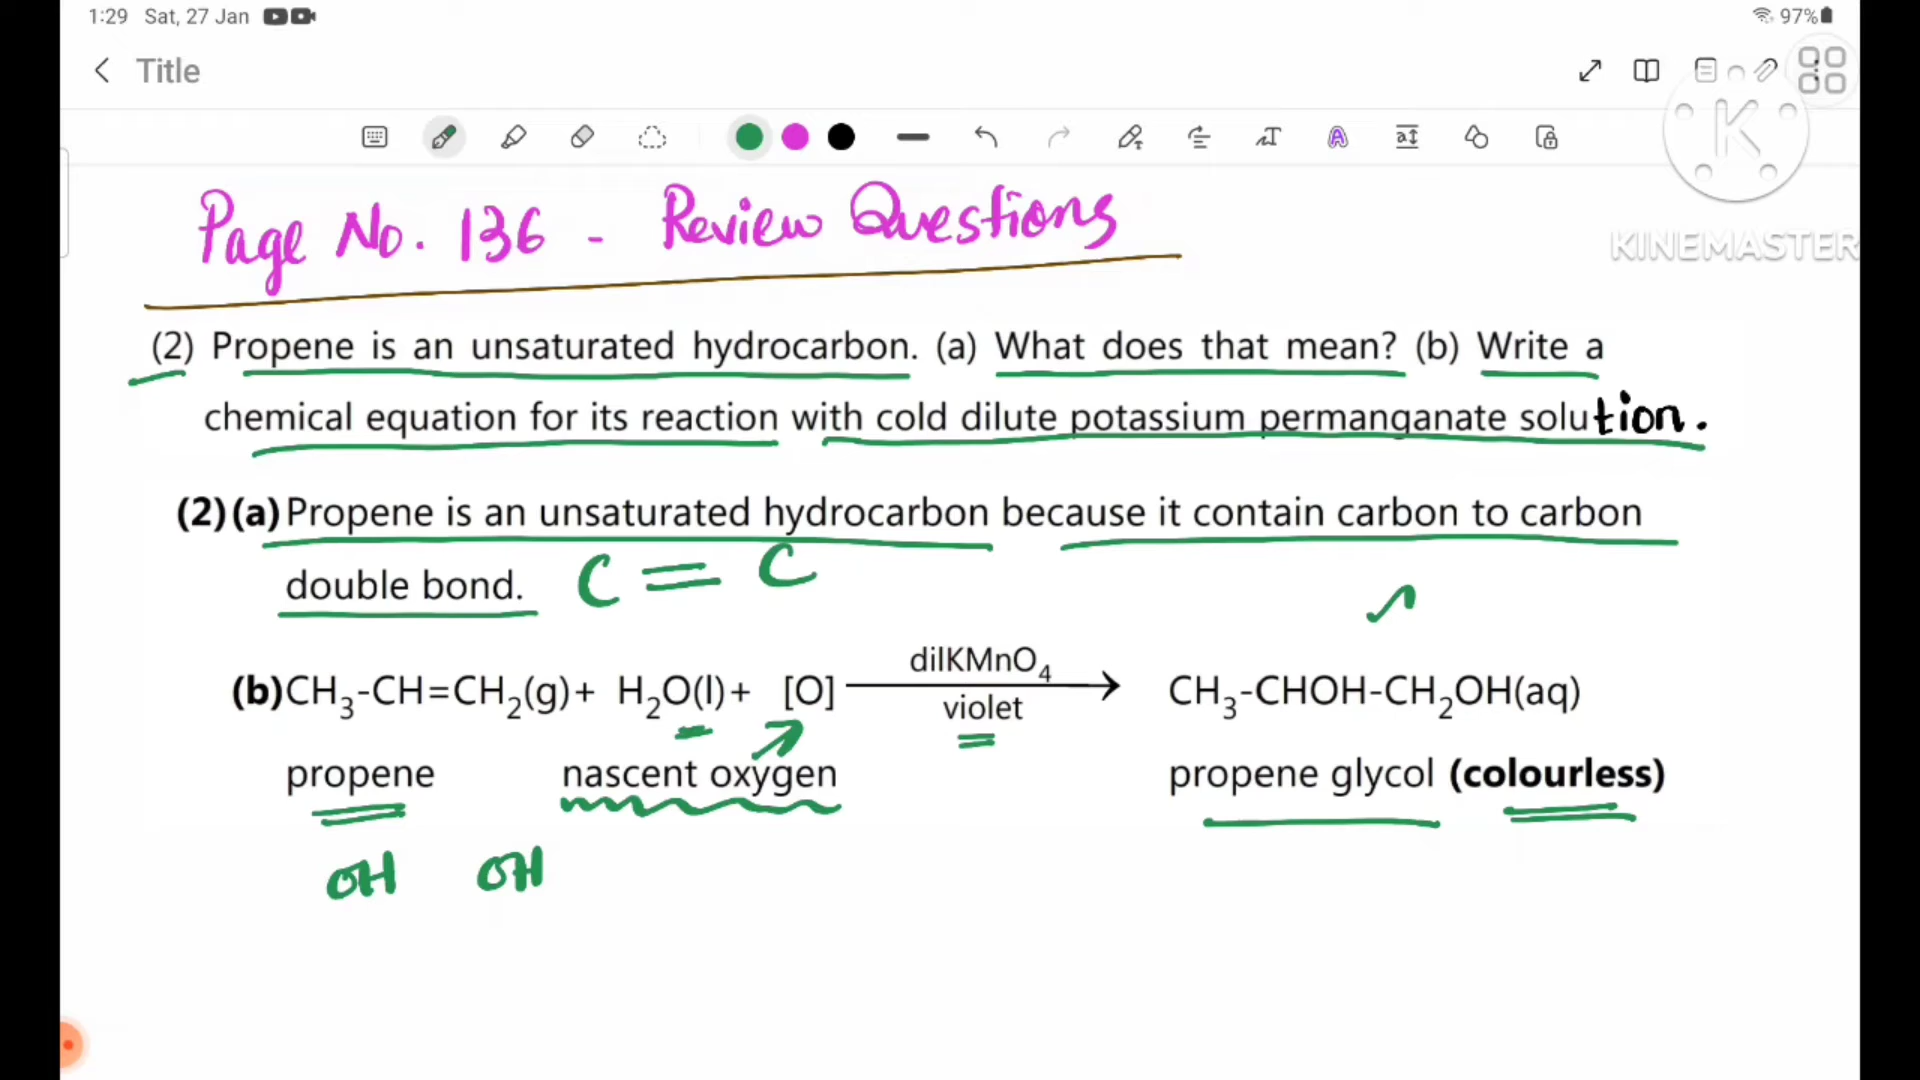 1:29 Sat, 27 Jan
97%
Title
KINEMASTER
Page No. 136 - Review Questions
(2) Propene is an unsaturated hydrocarbon. (a) What does that mean? (b) Write a
chemical equation for its reaction with cold dilute potassium permanganate solution.
(2)(a) Propene is an unsaturated hydrocarbon because it contain carbon to carbon
double bond. C = C
(b) CH₃-CH=CH₂(g)+ H₂O(l)+ [O] dilKMnO₄ violet → CH₃-CHOH-CH₂OH(aq)
propene nascent oxygen propene glycol (colourless)
OH OH